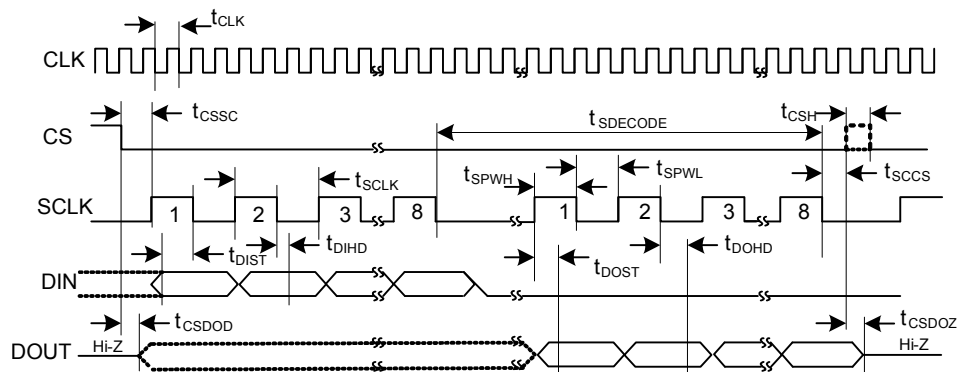 tCLK
CLK
tCSSC
tSDECODE
tCSH
CS
tSPWH
tSPWL
tSCLK
tSCCS
SCLK
1 2 3 8 1 2 3 8
tDIST
tDIHD
tDOST
tDOHD
DIN
tCSDOD
tCSDOZ
DOUT
Hi-Z
Hi-Z